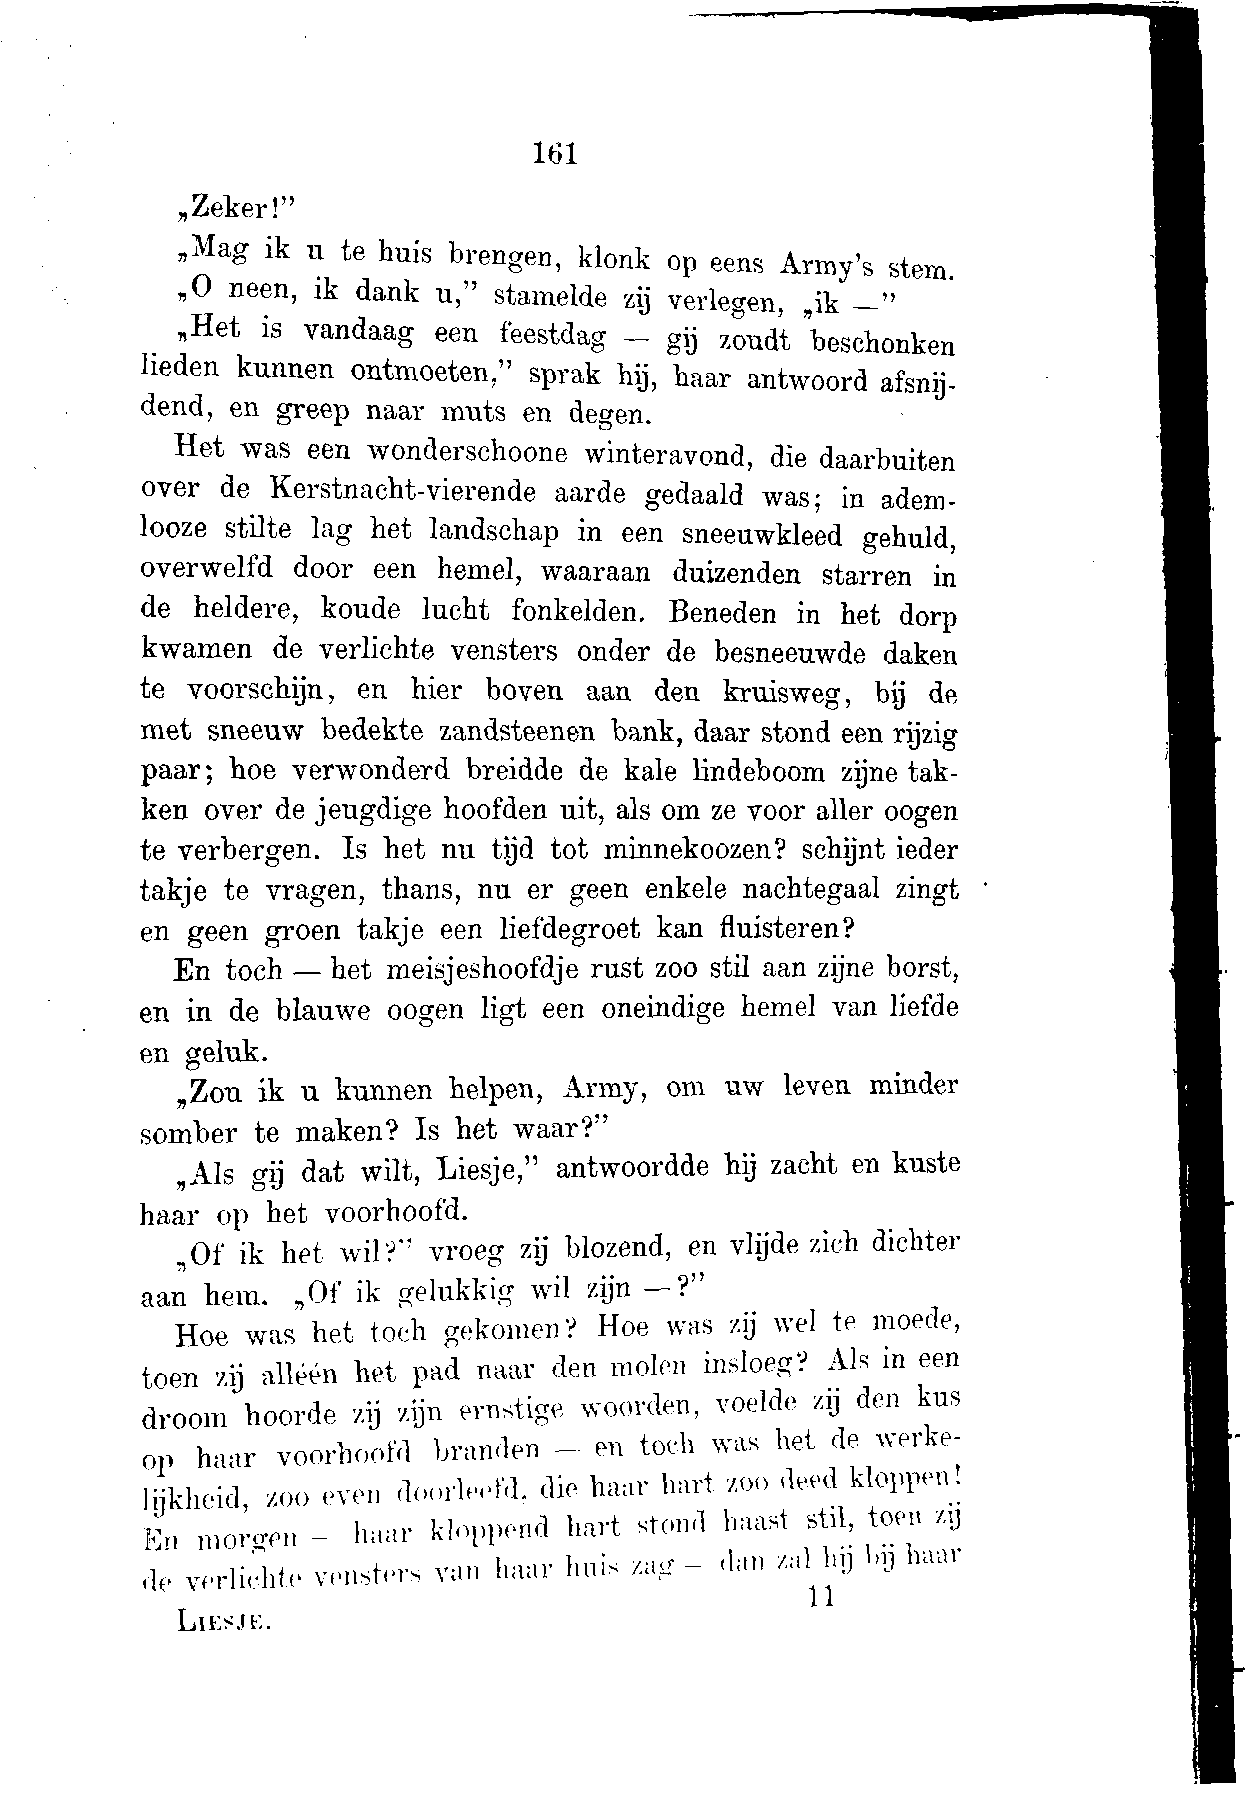 161
„Zeker!”
„Mag ik u te huis brengen, klonk op eens Army's stem.
„O neen, ik dank u,” stamelde zij verlegen, „ik —”
„Het is vandaag een feestdag — gij zoudt beschonken
lieden kunnen ontmoeten,” sprak hij, haar antwoord afsnij-
dend, en greep naar muts en degen.
Het was een wonderschoone winteravond, die daarbuiten
over de Kerstnacht-vierende aarde gedaald was; in adem-
looze stilte lag het landschap in een sneeuwkleed gehuld,
overwelfd door een hemel, waaraan duizenden starren in
de heldere, koude lucht fonkelden. Beneden in het dorp
kwamen de verlichte vensters onder de besneeuwde daken
te voorschijn, en hier boven aan den kruisweg, bij de
met sneeuw bedekte zandsteenen bank, daar stond een rijzig
paar; hoe verwonderd breidde de kale lindeboom zijne tak-
ken over de jeugdige hoofden uit, als om ze voor aller oogen
te verbergen. Is het nu tijd tot minnekoozen? schijnt ieder
takje te vragen, thans, nu er geen enkele nachtegaal zingt
en geen groen takje een liefdegroet kan fluisteren?
En toch — het meisjeshoofdje rust zoo stil aan zijne borst,
en in de blauwe oogen ligt een oneindige hemel van liefde
en geluk.
„Zou ik u kunnen helpen, Army, om uw leven minder
somber te maken? Is het waar?”
„Als gij dat wilt, Liesje,” antwoordde hij zacht en kuste
haar op het voorhoofd.
„Of ik het wil?” vroeg zij blozend, en vlijde zich dichter
aan hem. „Of ik gelukkig wil zijn —?”
Hoe was het toch gekomen? Hoe was zij wel te moede,
toen zij alléén het pad naar den molen insloeg? Als in een
droom hoorde zij zijn ernstige woorden, voelde zij den kus
op haar voorhoofd branden — en toch was het de werke-
lijkheid, zoo even doorleefd, die haar hart zoo deed kloppen!
En morgen — haar kloppend hart stond haast stil, toen zij
de verlichte vensters van haar huis zag — dan zal hij bij haar
11
LIESJE.